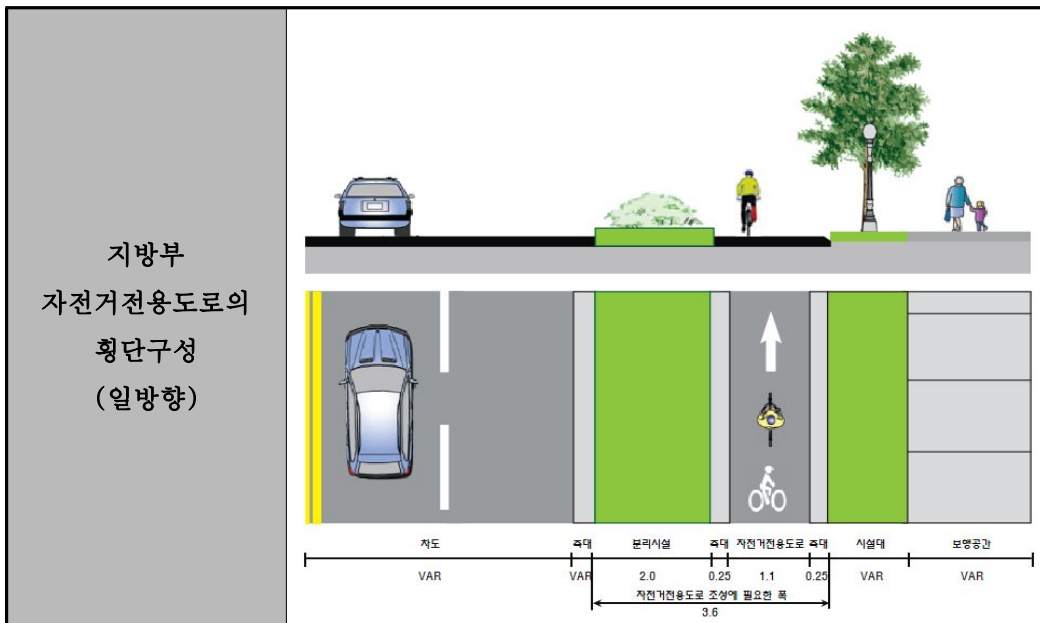 지방부
자전거전용도로의
횡단구성
(일방향)
차도 측대 분리시설 측대 자전거전용도로 측대 시설대 보행공간
VAR VAR 2.0 0.25 1.1 0.25 VAR VAR
자전거전용도로 조성에 필요한 폭
3.6